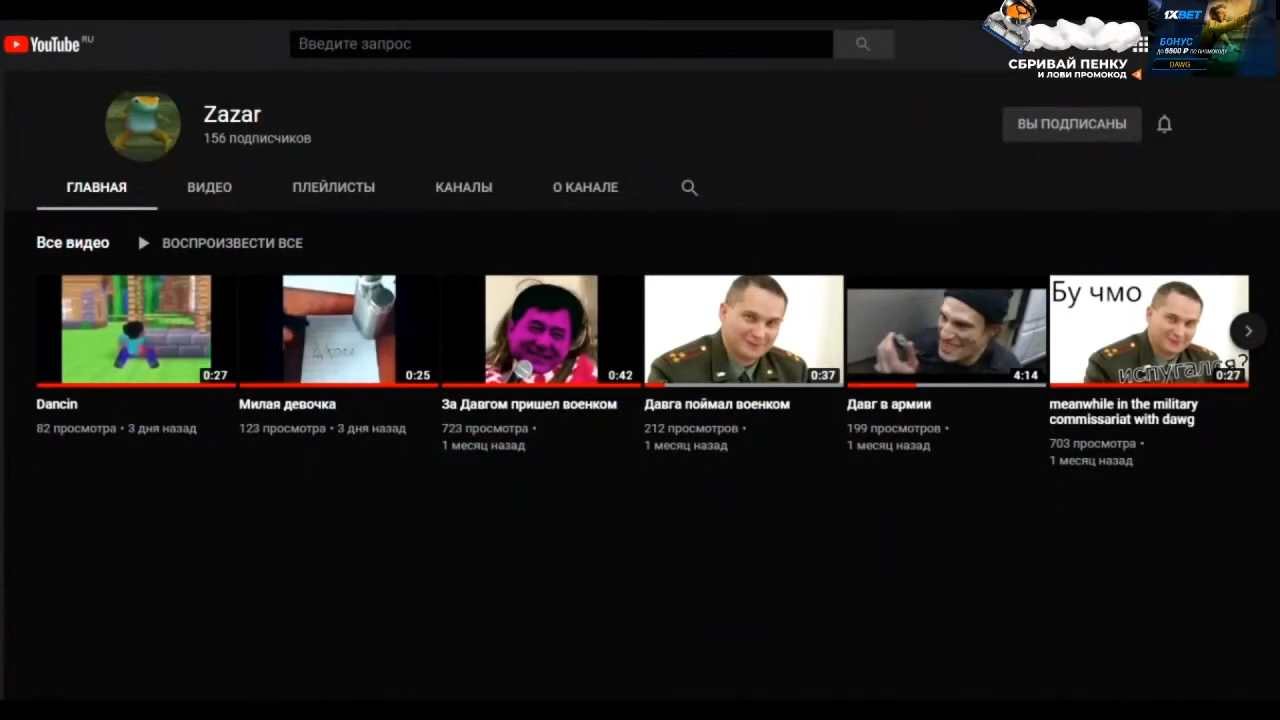 YouTube RU
Введите запрос
1XBET
БОНУС
ДО 6500 ₽ ПО ПРОМОКОДУ
DAWG
СБРИВАЙ ПЕНКУ
И ЛОВИ ПРОМОКОД
Zazar
156 подписчиков
ВЫ ПОДПИСАНЫ
ГЛАВНАЯ ВИДЕО ПЛЕЙЛИСТЫ КАНАЛЫ О КАНАЛЕ
Все видео ВОСПРОИЗВЕСТИ ВСЕ
Бу чмо
испугался?
0:27 0:25 0:42 0:37 4:14 0:27
Dancin
82 просмотра • 3 дня назад
Милая девочка
123 просмотра • 3 дня назад
За Давгом пришел военком
723 просмотра •
1 месяц назад
Давга поймал военком
212 просмотров •
1 месяц назад
Давг в армии
199 просмотров •
1 месяц назад
meanwhile in the military
commissariat with dawg
703 просмотра •
1 месяц назад